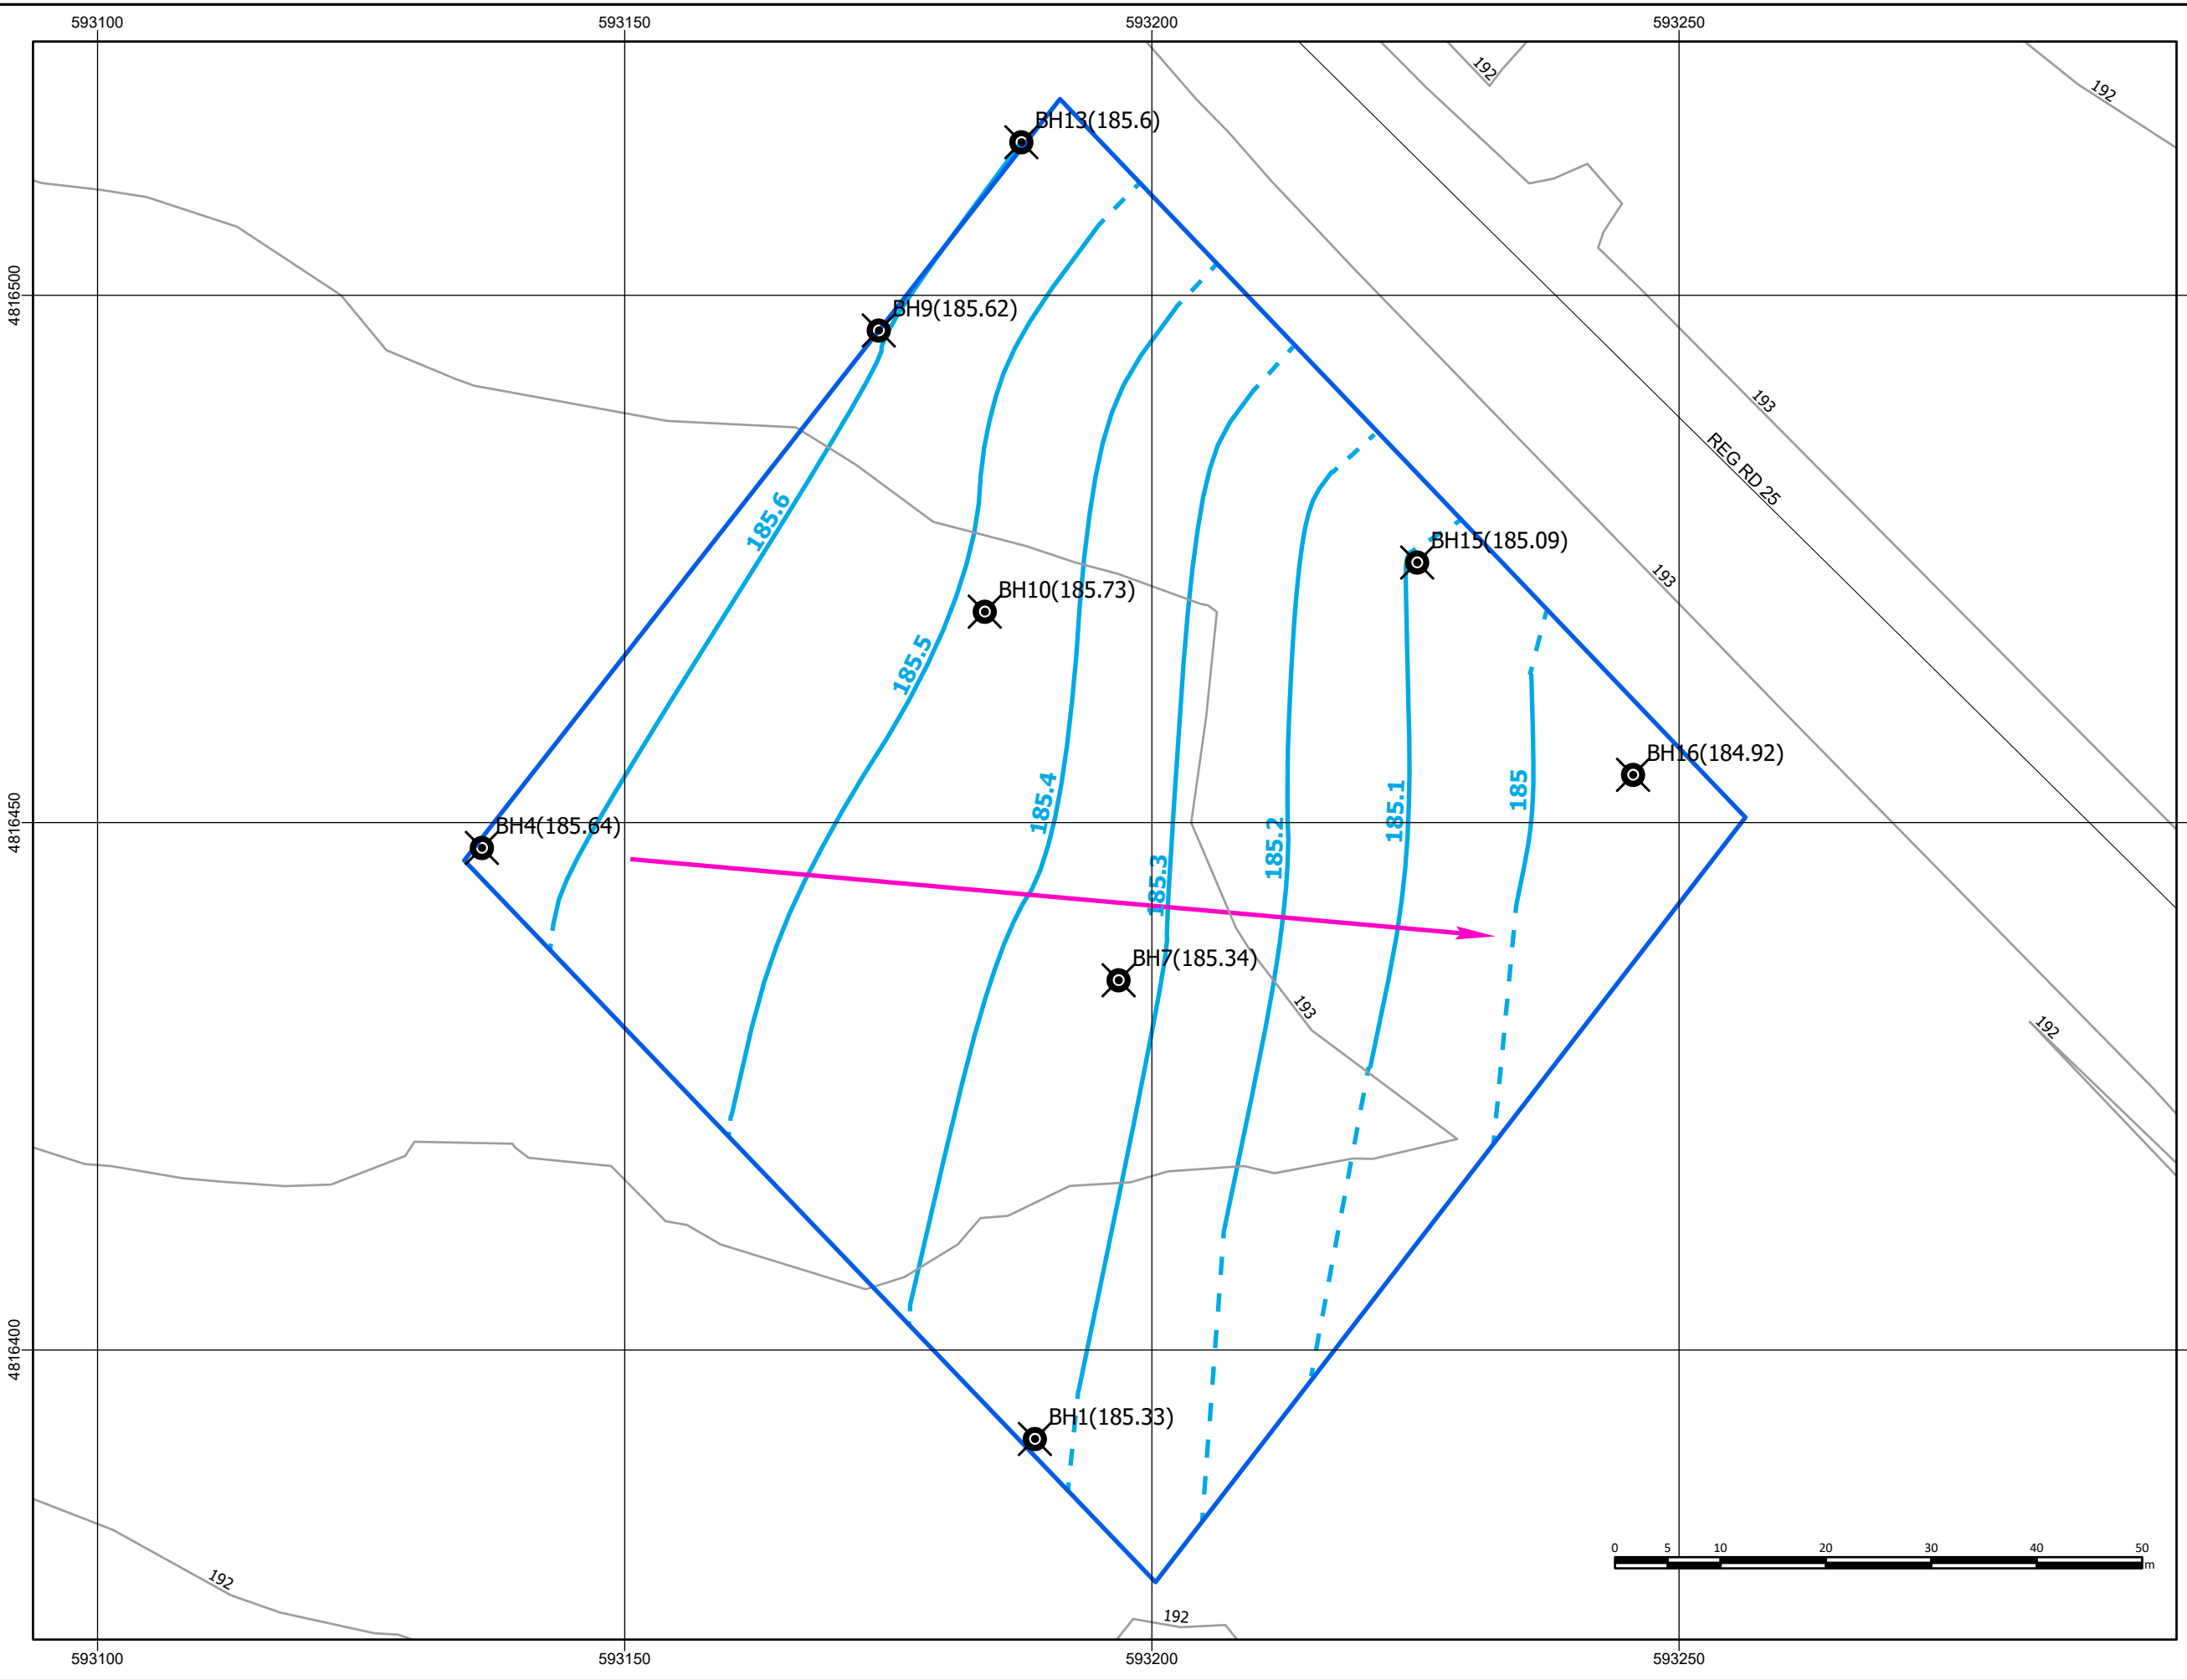 593100 593150 593200 593250
192
192
BH13(185.6)
4816500
BH9(185.62)
193
REG RD 25
185.6
BH15(185.09)
193
BH10(185.73)
185.5
BH16(184.92)
185.4
185
185.1
4816450
BH4(185.64)
185.2
185.3
BH7(185.34)
193
192
4816400
BH1(185.33)
0 5 10 20 30 40 50
m
192
192
593100 593150 593200 593250